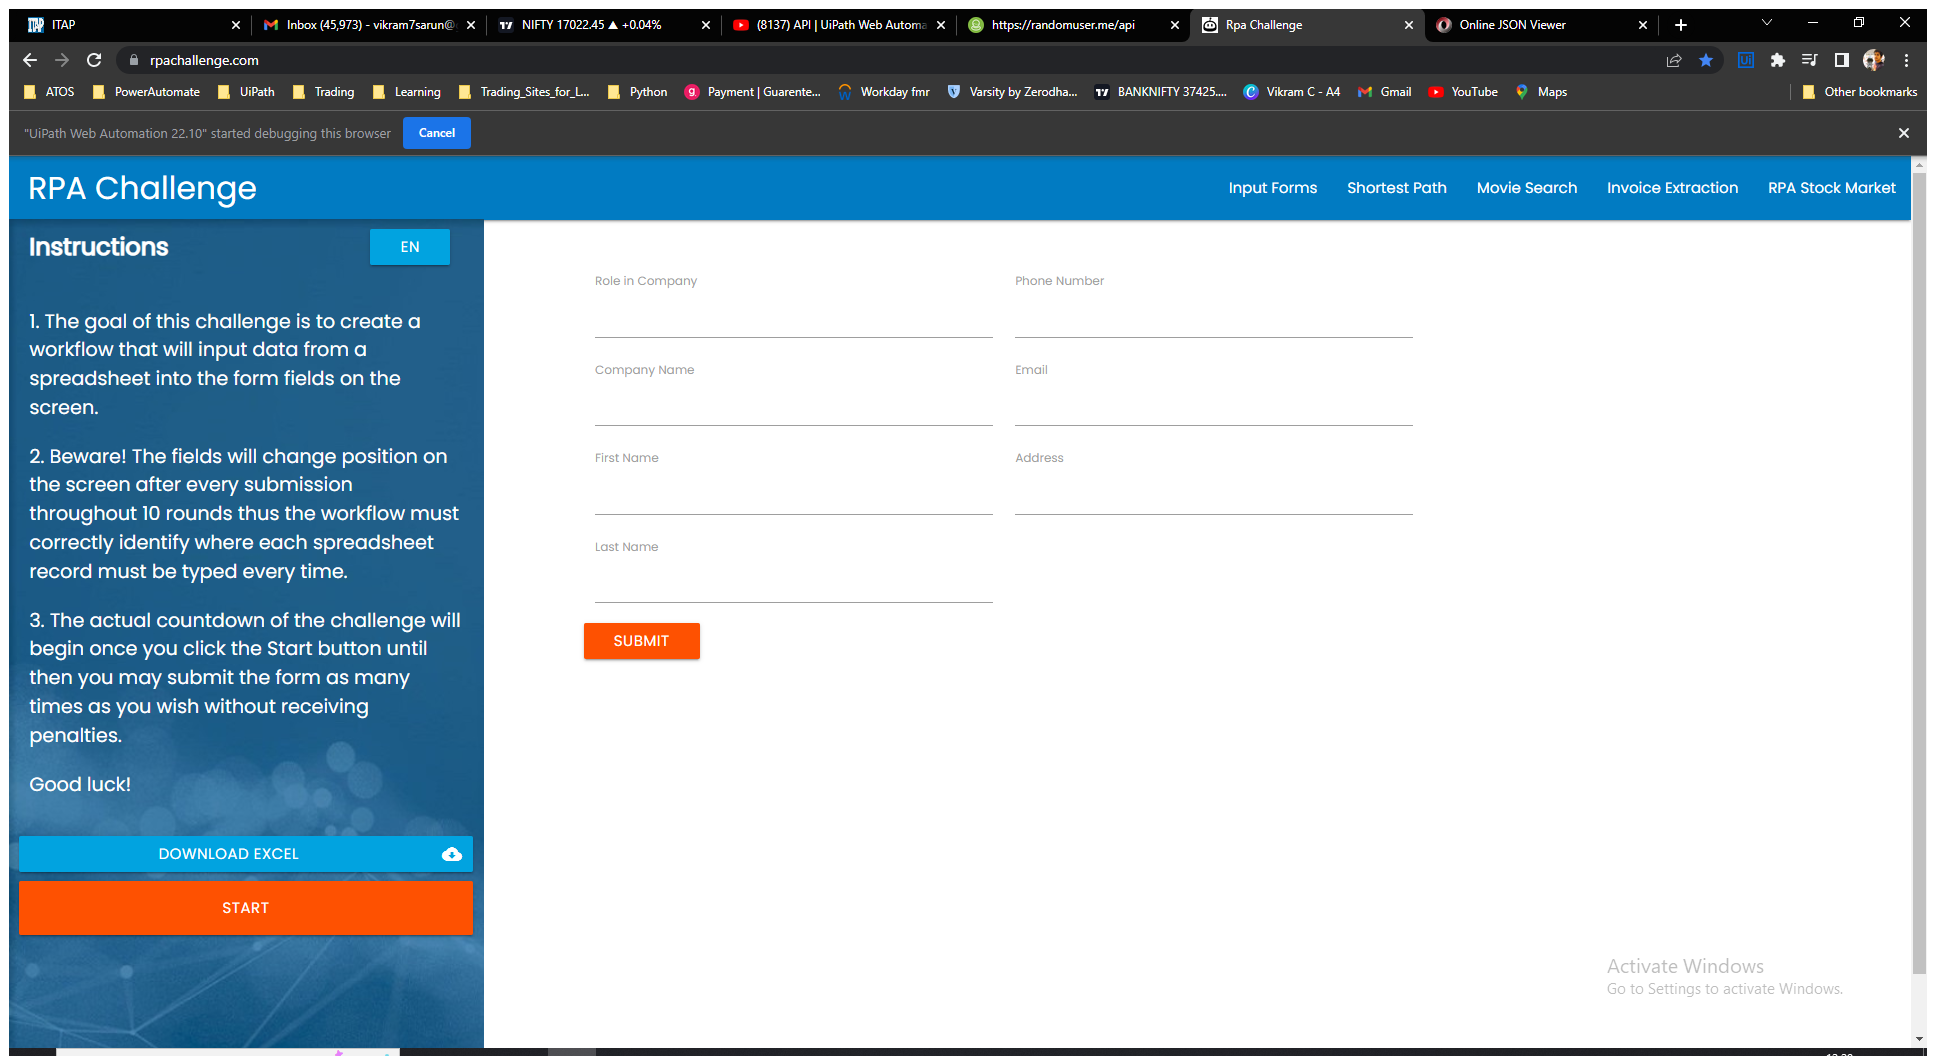 ITAP
Inbox (45,973) - vikram7sarun@
NIFTY 17022.45 ▲ +0.04%
(8137) API | UiPath Web Automa
https://randomuser.me/api
Rpa Challenge
Online JSON Viewer
rpachallenge.com
ATOS
PowerAutomate
UiPath
Trading
Learning
Trading_Sites_for_L...
Python
Payment | Guarente...
Workday fmr
Varsity by Zerodha...
BANKNIFTY 37425....
Vikram C - A4
Gmail
YouTube
Maps
Other bookmarks
"UiPath Web Automation 22.10" started debugging this browser
Cancel
RPA Challenge
Input Forms
Shortest Path
Movie Search
Invoice Extraction
RPA Stock Market
Instructions
EN
1. The goal of this challenge is to create a
workflow that will input data from a
spreadsheet into the form fields on the
screen.
2. Beware! The fields will change position on
the screen after every submission
throughout 10 rounds thus the workflow must
correctly identify where each spreadsheet
record must be typed every time.
3. The actual countdown of the challenge will
begin once you click the Start button until
then you may submit the form as many
times as you wish without receiving
penalties.
Good luck!
DOWNLOAD EXCEL
START
Role in Company
Phone Number
Company Name
Email
First Name
Address
Last Name
SUBMIT
Activate Windows
Go to Settings to activate Windows.